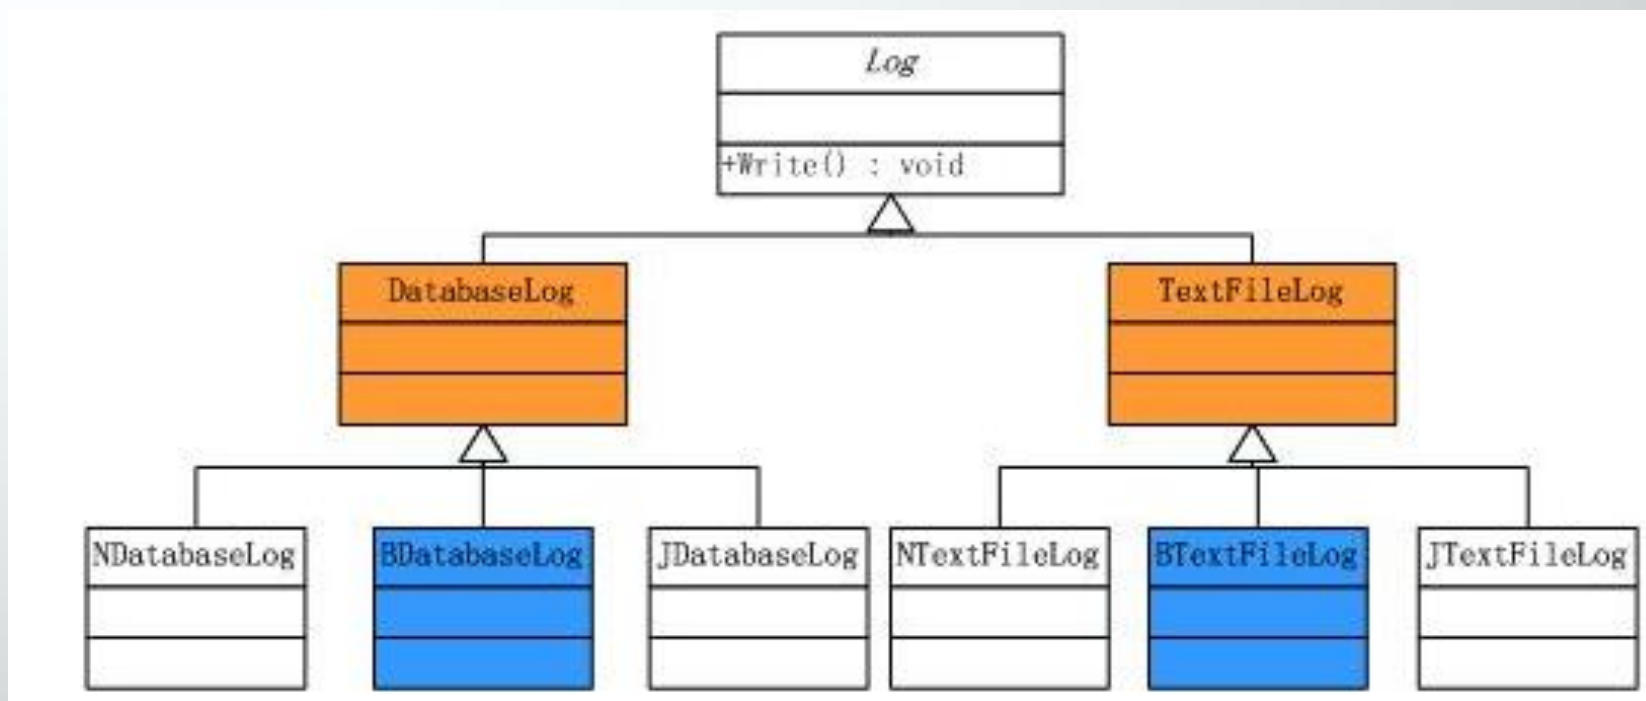 Log
+Write() : void
DatabaseLog
TextFileLog
NDatabaseLog
BDatabaseLog
JDatabaseLog
NTextFileLog
BTextFileLog
JTextFileLog